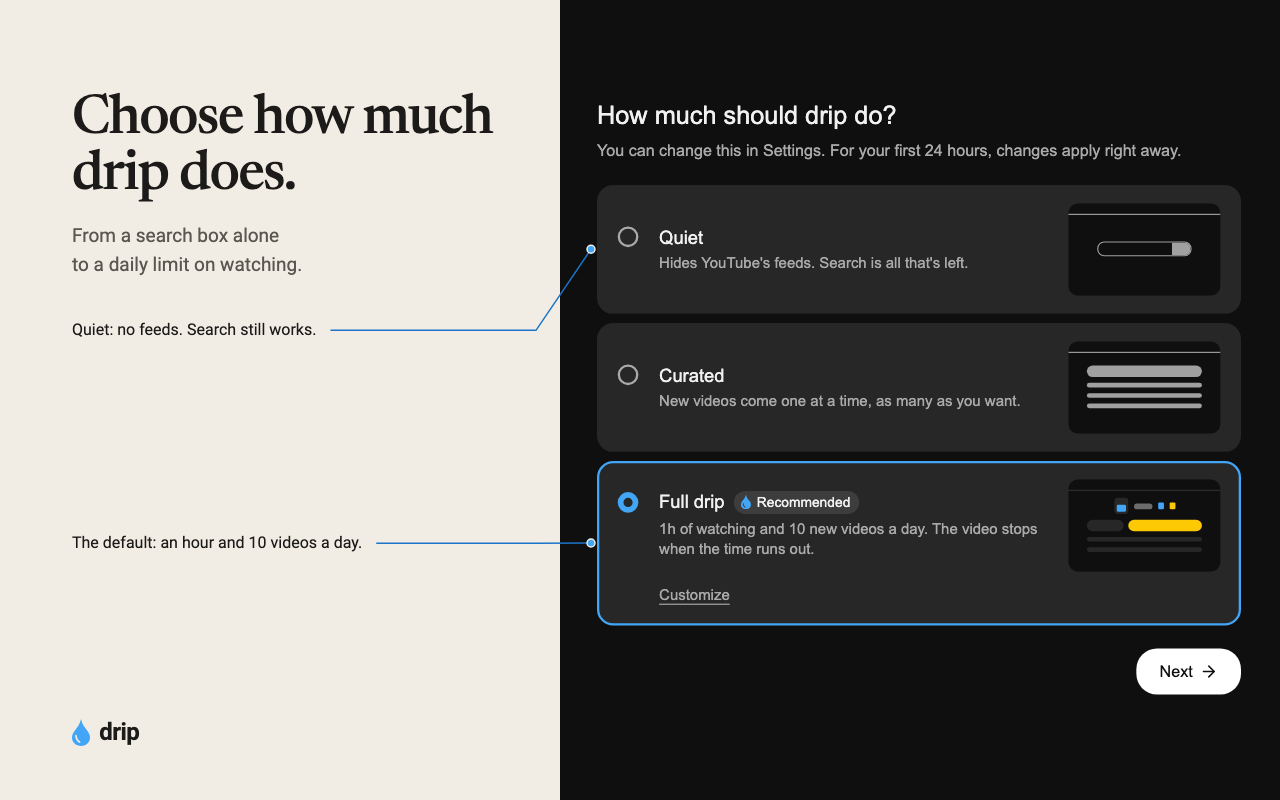 Choose how much
drip does.
From a search box alone
to a daily limit on watching.
Quiet: no feeds. Search still works.
The default: an hour and 10 videos a day.
drip
How much should drip do?
You can change this in Settings. For your first 24 hours, changes apply right away.
Quiet
Hides YouTube's feeds. Search is all that's left.
Curated
New videos come one at a time, as many as you want.
Full drip Recommended
1h of watching and 10 new videos a day. The video stops
when the time runs out.
Customize
Next →